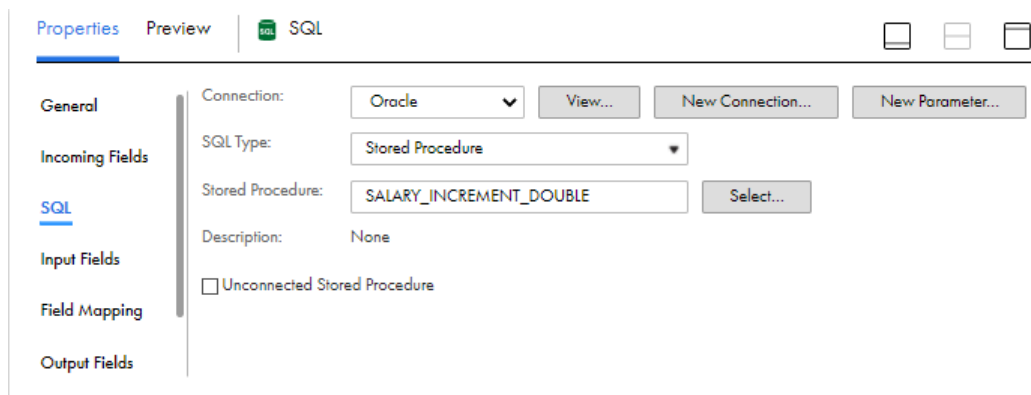 Properties Preview SQL SQL
General
Incoming Fields
SQL
Input Fields
Field Mapping
Output Fields
Connection: Oracle View... New Connection... New Parameter...
SQL Type: Stored Procedure
Stored Procedure: SALARY_INCREMENT_DOUBLE Select...
Description: None
Unconnected Stored Procedure